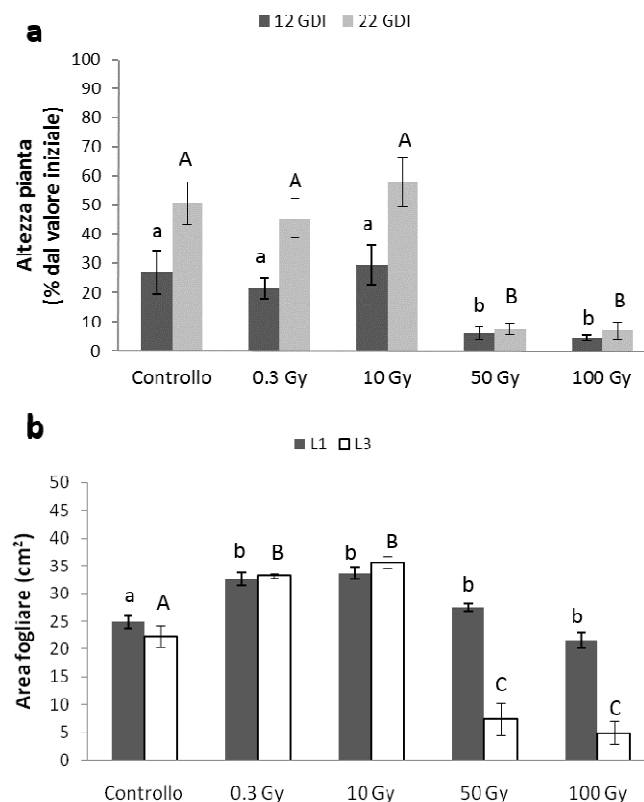 a
12 GDI 22 GDI
Altezza pianta
(% dal valore iniziale)
100
90
80
70
60
50
40
30
20
10
0
a A a A a A b B b B
Controllo 0.3 Gy 10 Gy 50 Gy 100 Gy
b
L1 L3
Area fogliare (cm²)
50
45
40
35
30
25
20
15
10
5
0
a A b B b B b C b C
Controllo 0.3 Gy 10 Gy 50 Gy 100 Gy